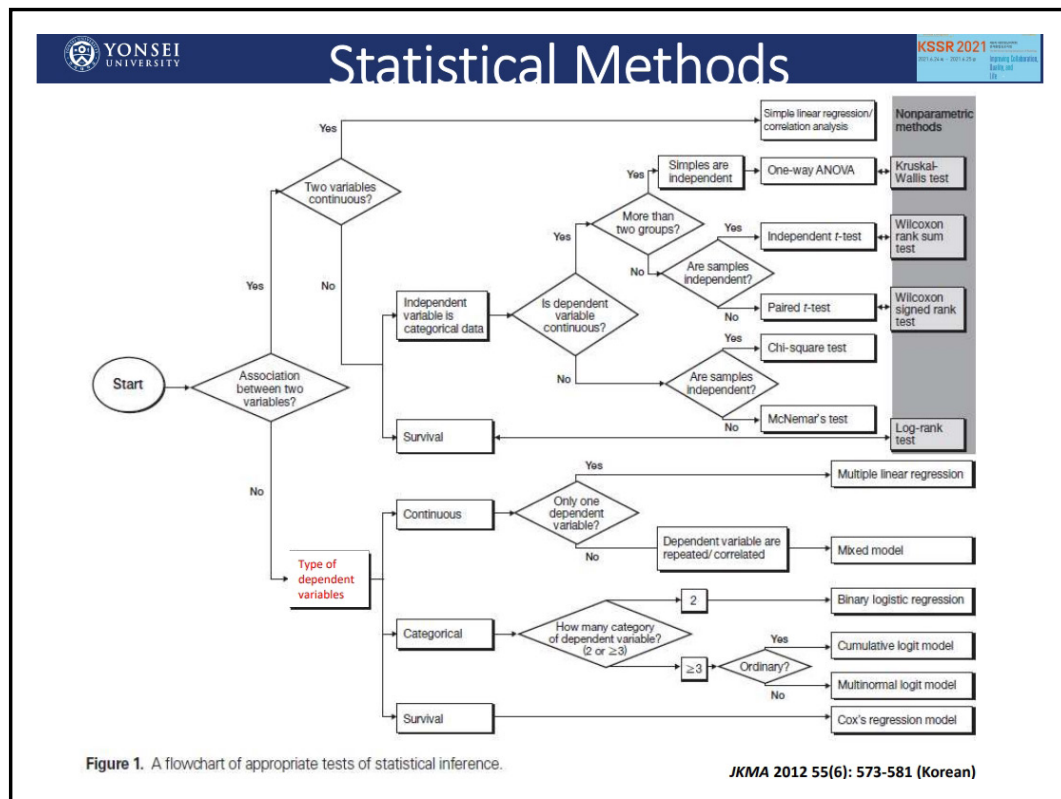 YONSEI
UNIVERSITY
Statistical Methods
KSSR 2021
Improving Collaboration,
Quality, and
Life
Simple linear regression/
correlation analysis
Nonparametric
methods
Yes
Two variables
continuous?
Simples are
independent
One-way ANOVA
Kruskal-
Wallis test
Yes
More than
two groups?
Yes
Yes
Independent t-test
Wilcoxon
rank sum
test
No
Are samples
independent?
Yes
No
Independent
variable is
categorical data
Is dependent
variable
continuous?
No
Paired t-test
Wilcoxon
signed rank
test
Yes
Chi-square test
Start
Association
between two
variables?
No
Are samples
independent?
No
McNemar's test
Survival
Log-rank
test
No
Yes
Multiple linear regression
Continuous
Only one
dependent
variable?
No
Dependent variable are
repeated/ correlated
Mixed model
Type of
dependent
variables
2
Binary logistic regression
Categorical
How many category
of dependent variable?
(2 or ≥3)
Yes
Cumulative logit model
≥3
Ordinary?
No
Multinormal logit model
Survival
Cox's regression model
Figure 1. A flowchart of appropriate tests of statistical inference.
JKMA 2012 55(6): 573-581 (Korean)